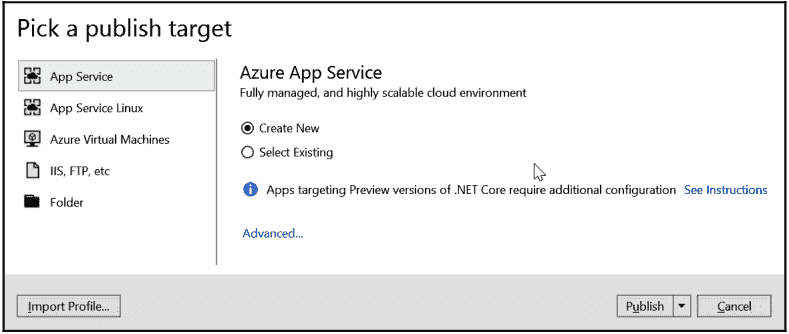 Pick a publish target
App Service
App Service Linux
Azure Virtual Machines
IIS, FTP, etc
Folder
Azure App Service
Fully managed, and highly scalable cloud environment
Create New
Select Existing
Apps targeting Preview versions of .NET Core require additional configuration See Instructions
Advanced...
Import Profile...
Publish
Cancel